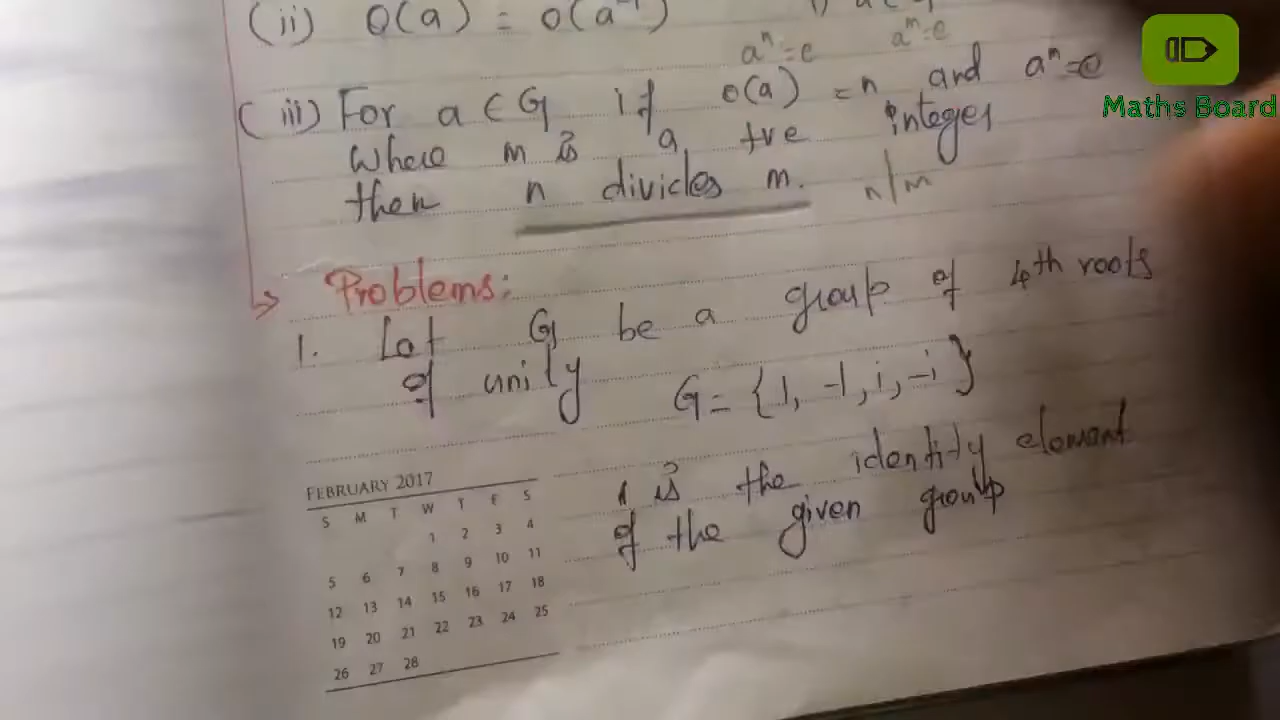 (ii) O(a) = O(a⁻¹)
aⁿ=e aᵐ=e
(iii) For a ∈ G if o(a) = n and aᵐ=e
where m is a +ve integer
then n divides m. n/m
Maths Board
Problems:
1. Let G be a group of 4th roots
of unity G = {1, -1, i, -i}
1 is the identity element
of the given group
FEBRUARY 2017
S M T W T F S
1 2 3 4
5 6 7 8 9 10 11
12 13 14 15 16 17 18
19 20 21 22 23 24 25
26 27 28